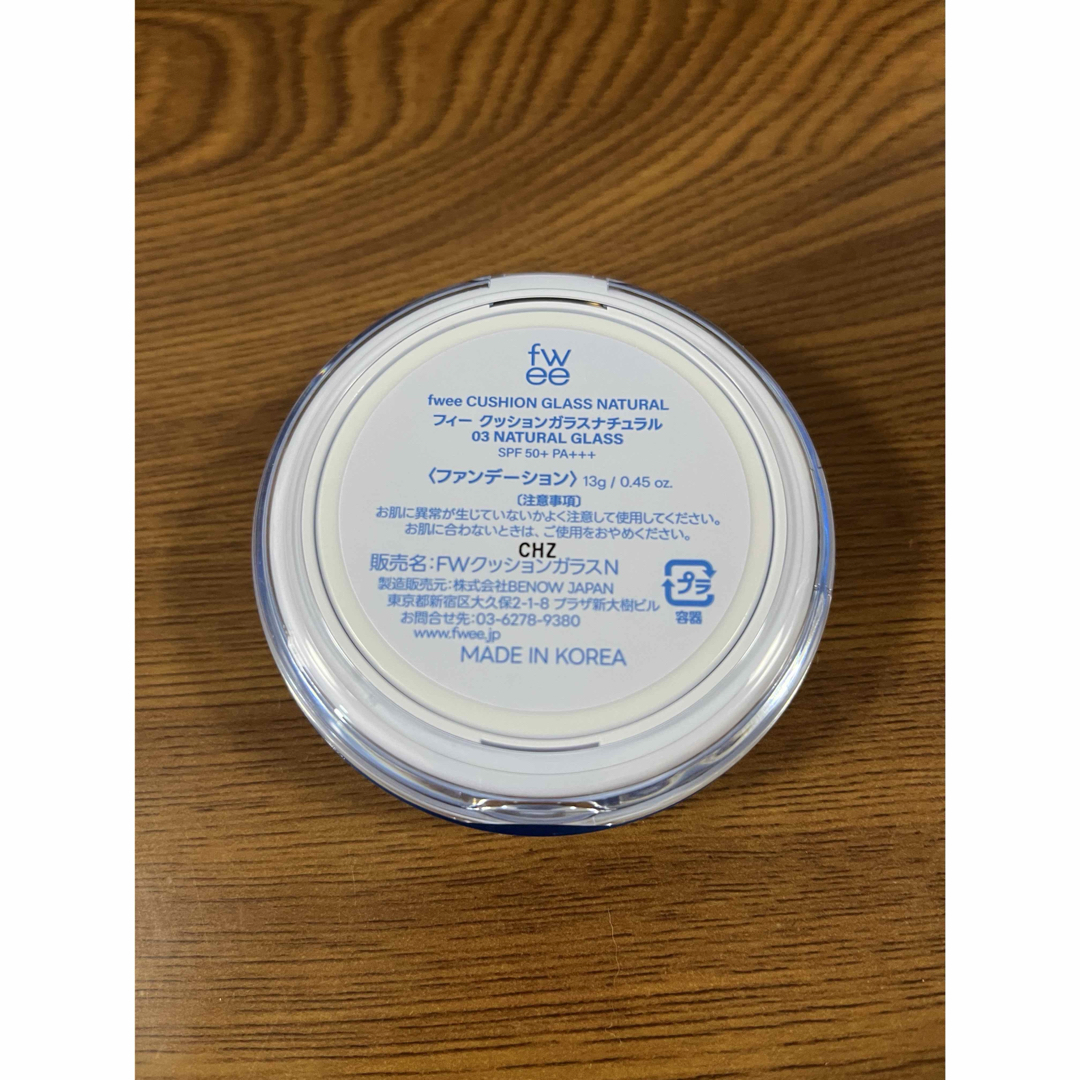 fw
ee
fwee CUSHION GLASS NATURAL
フィー クッションガラスナチュラル
03 NATURAL GLASS
SPF 50+ PA+++
〈ファンデーション〉 13g / 0.45 oz.
〔注意事項〕
お肌に異常が生じていないかよく注意して使用してください。
お肌に合わないときは、ご使用をおやめください。
CHZ
販売名：FWクッションガラスN
製造販売元：株式会社BENOW JAPAN
東京都新宿区大久保2-1-8 プラザ新大樹ビル
お問合せ先：03-6278-9380
www.fwee.jp
MADE IN KOREA
プラ
容器